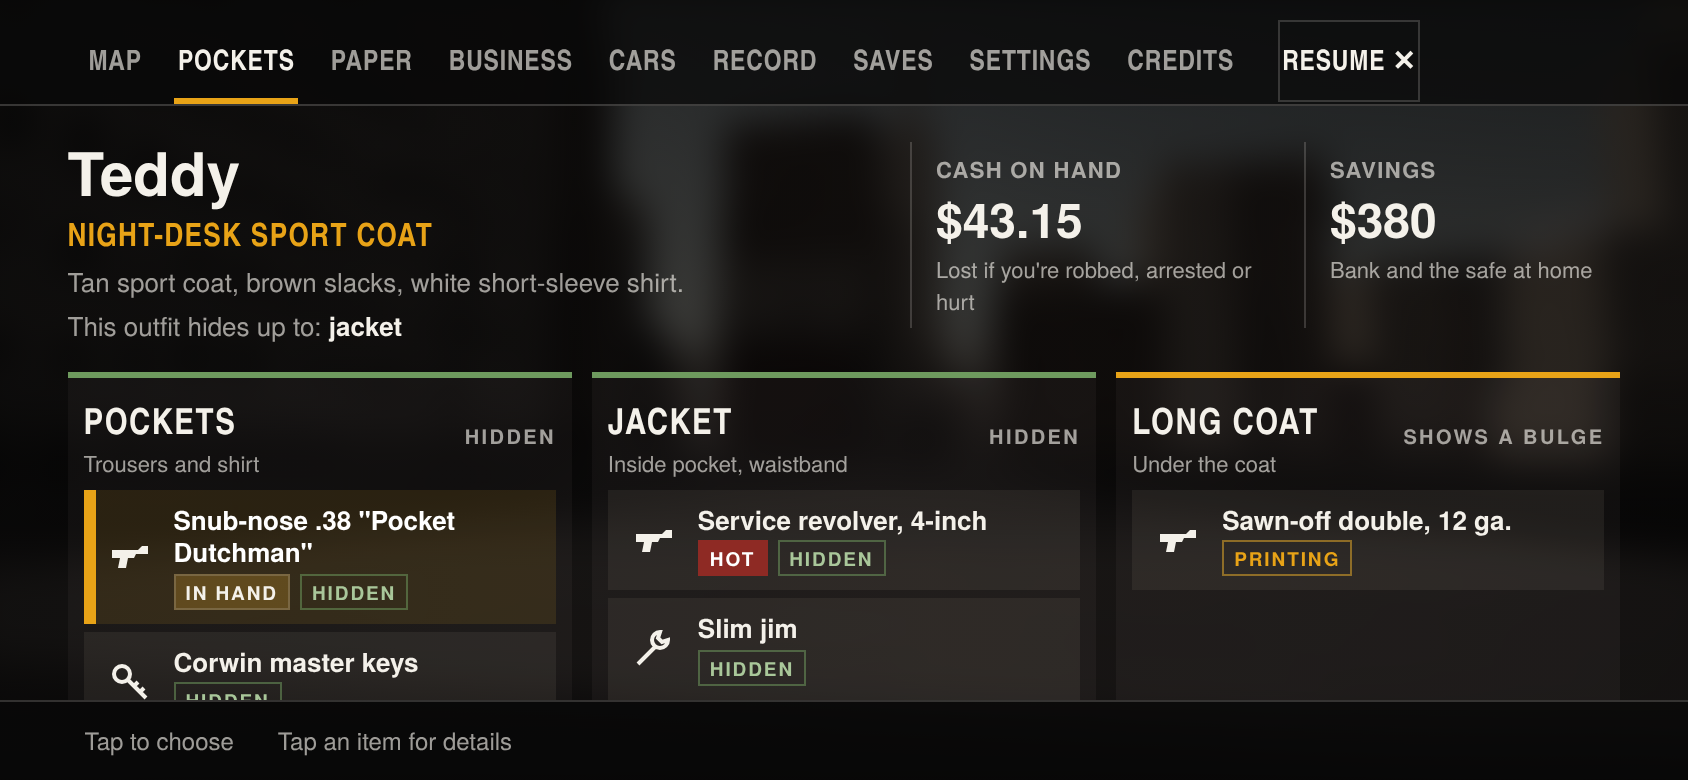 MAP POCKETS PAPER BUSINESS CARS RECORD SAVES SETTINGS CREDITS RESUME ✕
Teddy
NIGHT-DESK SPORT COAT
Tan sport coat, brown slacks, white short-sleeve shirt.
This outfit hides up to: jacket
CASH ON HAND
$43.15
Lost if you're robbed, arrested or
hurt
SAVINGS
$380
Bank and the safe at home
POCKETS
HIDDEN
Trousers and shirt
Snub-nose .38 "Pocket
Dutchman"
IN HAND HIDDEN
Corwin master keys
HIDDEN
JACKET
HIDDEN
Inside pocket, waistband
Service revolver, 4-inch
HOT HIDDEN
Slim jim
HIDDEN
LONG COAT
SHOWS A BULGE
Under the coat
Sawn-off double, 12 ga.
PRINTING
Tap to choose Tap an item for details